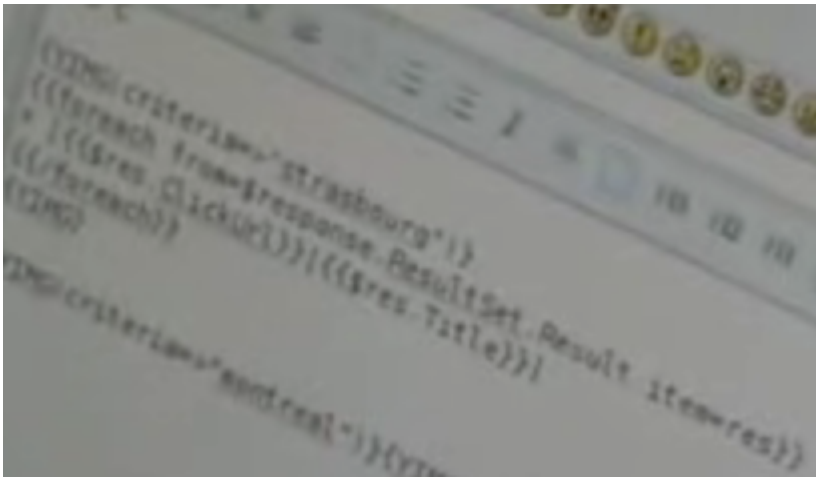 {YIMG(criteria=>"strasbourg")}
{{foreach from=$response.ResultSet.Result item=res}}
* [{{$res.ClickUrl}}|{{$res.Title}}]
{{/foreach}}
{YIMG}
YIMG(criteria=>"montreal")}{YIM